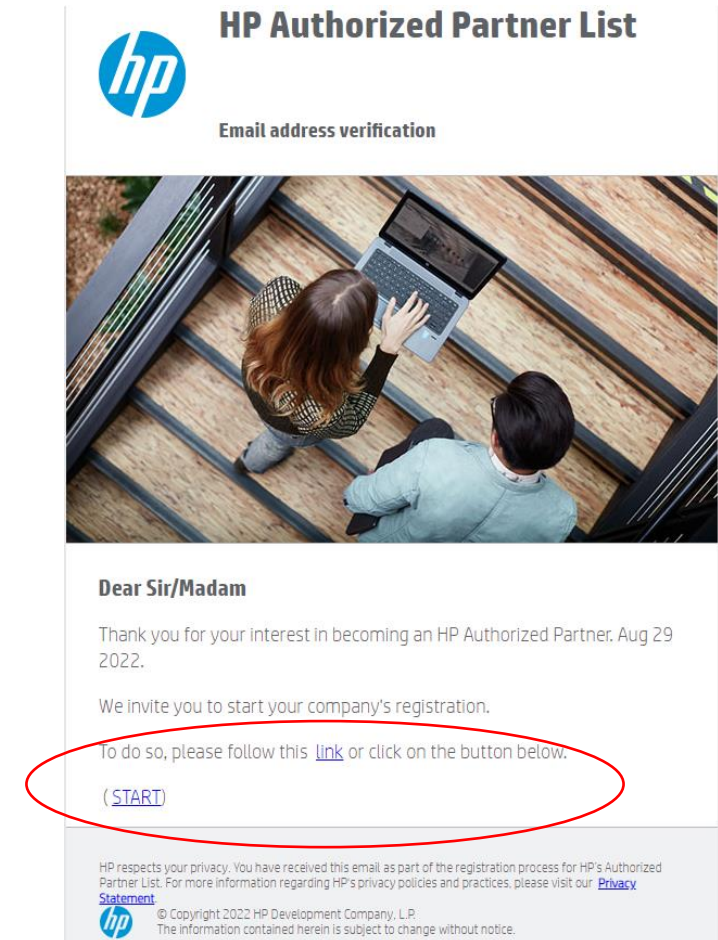 HP Authorized Partner List
hp
Email address verification
Dear Sir/Madam
Thank you for your interest in becoming an HP Authorized Partner. Aug 29
2022.
We invite you to start your company's registration.
To do so, please follow this link or click on the button below.
( START)
HP respects your privacy. You have received this email as part of the registration process for HP's Authorized
Partner List. For more information regarding HP's privacy policies and practices, please visit our Privacy
Statement.
hp
© Copyright 2022 HP Development Company, L.P.
The information contained herein is subject to change without notice.